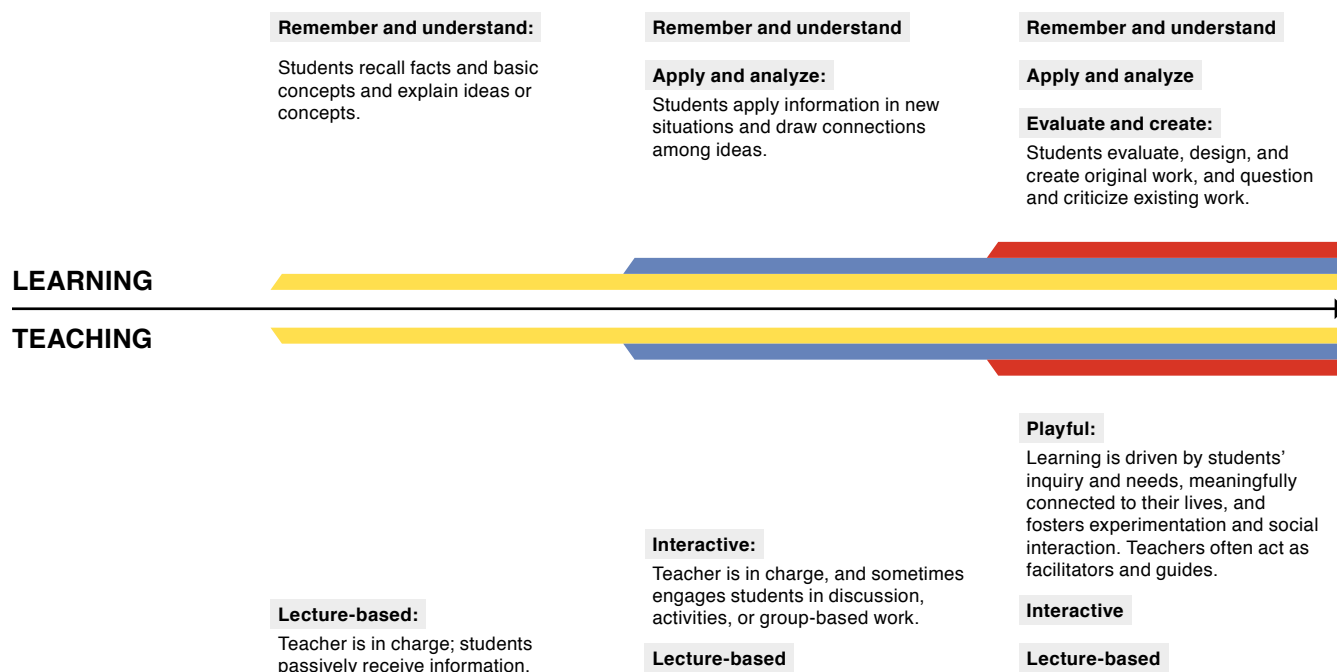 Remember and understand:
Students recall facts and basic
concepts and explain ideas or
concepts.
Remember and understand
Apply and analyze:
Students apply information in new
situations and draw connections
among ideas.
Remember and understand
Apply and analyze
Evaluate and create:
Students evaluate, design, and
create original work, and question
and criticize existing work.
LEARNING
TEACHING
Lecture-based:
Teacher is in charge; students
passively receive information.
Interactive:
Teacher is in charge, and sometimes
engages students in discussion,
activities, or group-based work.
Lecture-based
Playful:
Learning is driven by students’
inquiry and needs, meaningfully
connected to their lives, and
fosters experimentation and social
interaction. Teachers often act as
facilitators and guides.
Interactive
Lecture-based